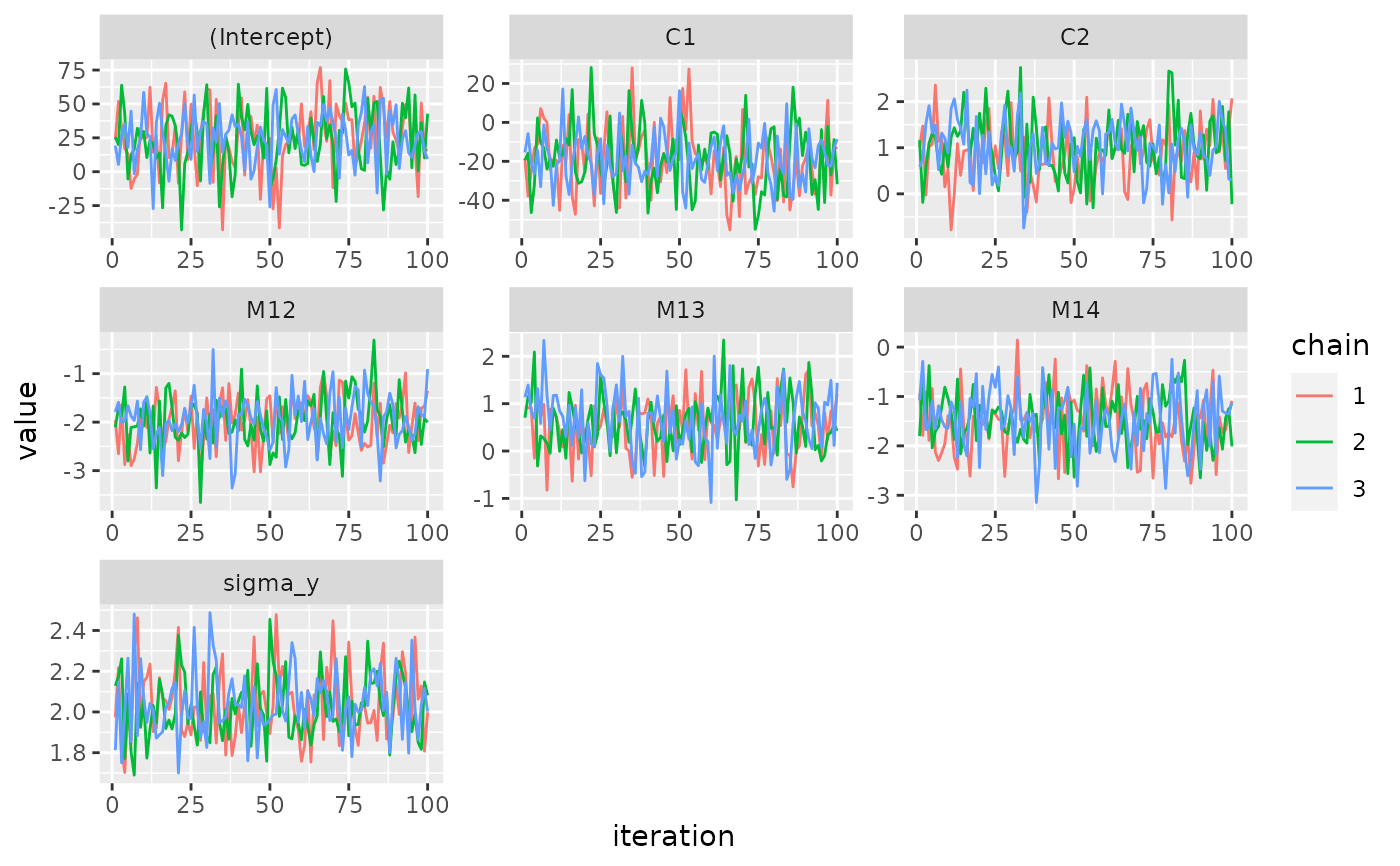 (Intercept) C1 C2
75 50 25 0 -25
20 0 -20 -40
2 1 0
0 25 50 75 100 0 25 50 75 100 0 25 50 75 100
M12 M13 M14
-1 -2 -3
2 1 0 -1
0 -1 -2 -3
0 25 50 75 100 0 25 50 75 100 0 25 50 75 100
sigma_y
2.4 2.2 2.0 1.8
0 25 50 75 100
value
iteration
chain
1
2
3